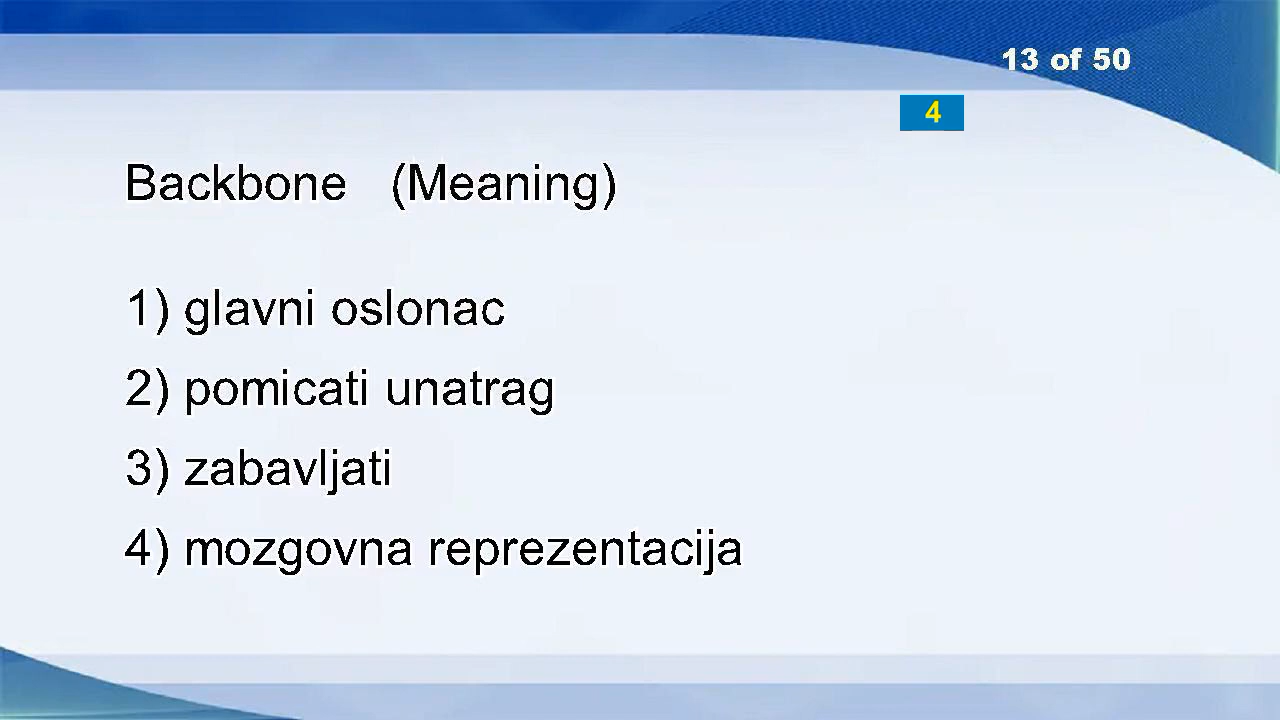 13 of 50
4
Backbone (Meaning)
1) glavni oslonac
2) pomicati unatrag
3) zabavljati
4) mozgovna reprezentacija